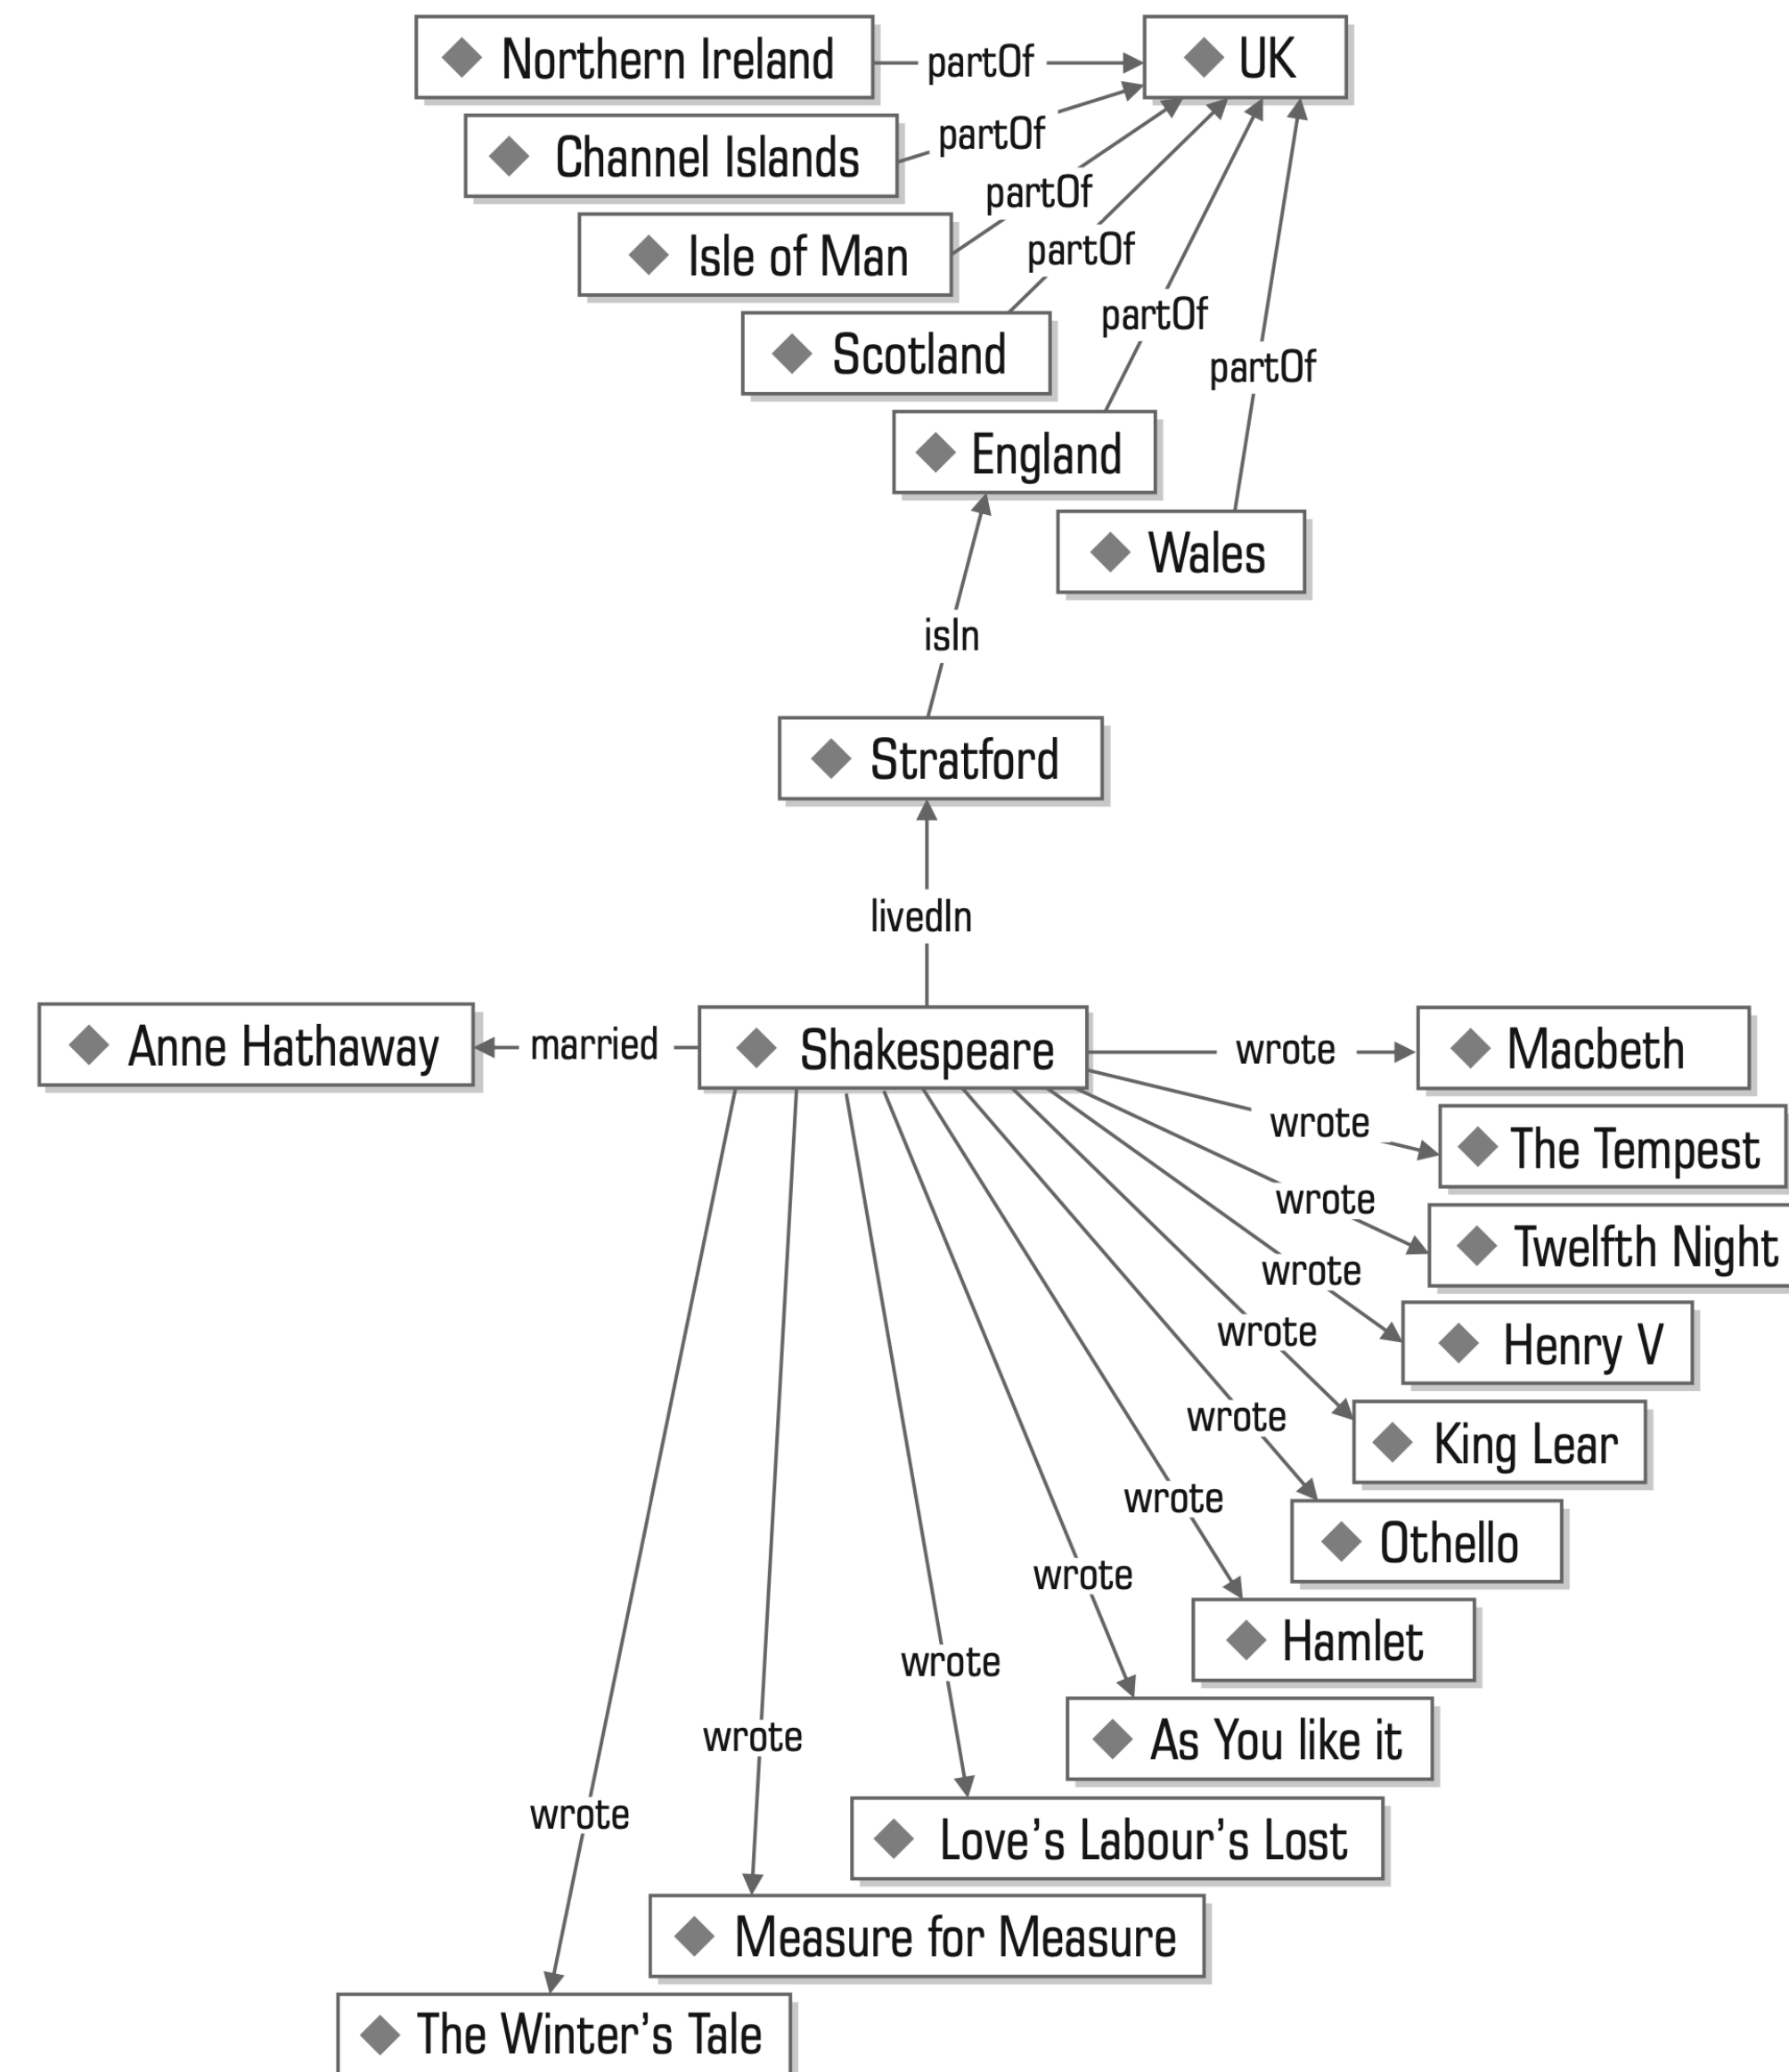 Northern Ireland partOf UK
Channel Islands partOf
Isle of Man partOf
partOf
Scotland partOf
partOf
England
Wales
isIn
Stratford
livedIn
Anne Hathaway married Shakespeare wrote Macbeth
wrote The Tempest
wrote Twelfth Night
wrote Henry V
wrote King Lear
wrote Othello
wrote Hamlet
wrote As You like it
wrote Love's Labour's Lost
wrote Measure for Measure
wrote The Winter's Tale